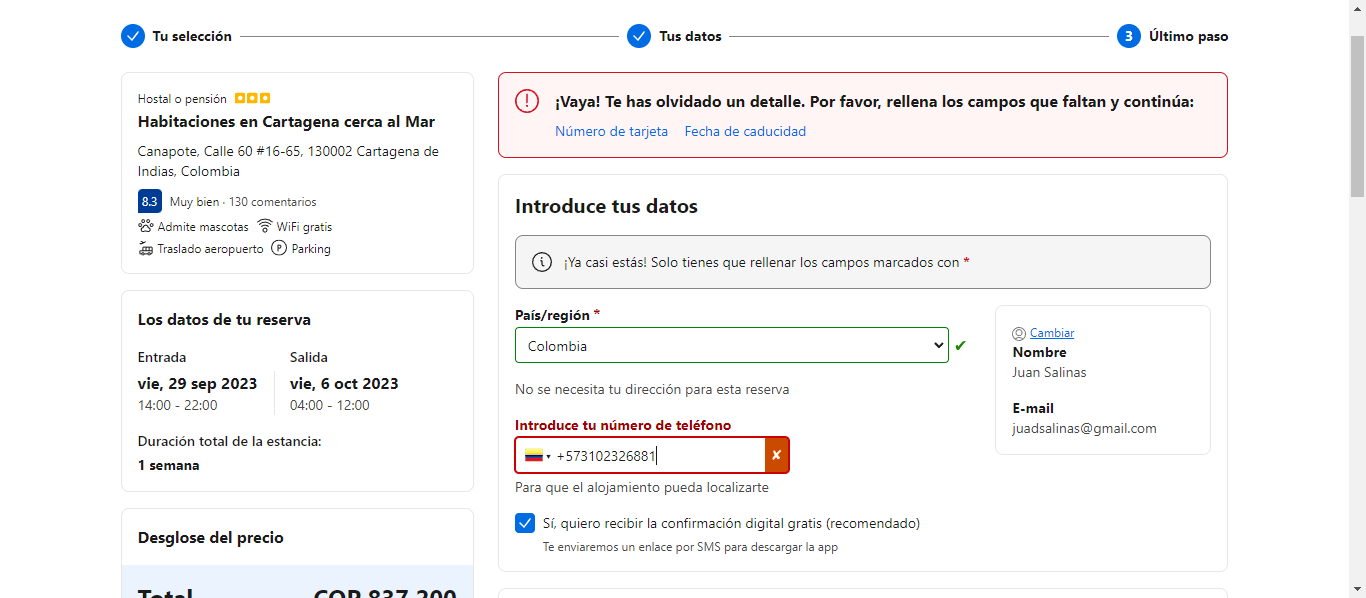 Tu selección
Tus datos
3 Último paso
Hostal o pensión
Habitaciones en Cartagena cerca al Mar
Canapote, Calle 60 #16-65, 130002 Cartagena de
Indias, Colombia
8.3 Muy bien · 130 comentarios
Admite mascotas WiFi gratis
Traslado aeropuerto P Parking
Los datos de tu reserva
Entrada
vie, 29 sep 2023
14:00 - 22:00
Salida
vie, 6 oct 2023
04:00 - 12:00
Duración total de la estancia:
1 semana
Desglose del precio
Total COP 837.200
¡Vaya! Te has olvidado un detalle. Por favor, rellena los campos que faltan y continúa:
Número de tarjeta Fecha de caducidad
Introduce tus datos
¡Ya casi estás! Solo tienes que rellenar los campos marcados con *
País/región *
Colombia
No se necesita tu dirección para esta reserva
Introduce tu número de teléfono
+573102326881
Para que el alojamiento pueda localizarte
Sí, quiero recibir la confirmación digital gratis (recomendado)
Te enviaremos un enlace por SMS para descargar la app
Cambiar
Nombre
Juan Salinas
E-mail
juadsalinas@gmail.com